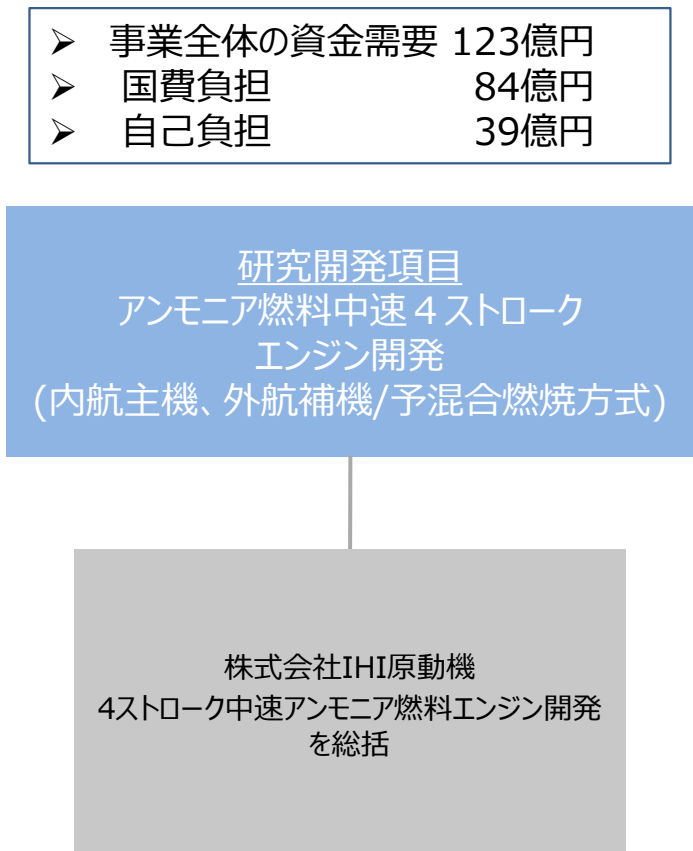 ➢ 事業全体の資金需要 123億円
➢ 国費負担 84億円
➢ 自己負担 39億円
研究開発項目
アンモニア燃料中速４ストローク
エンジン開発
(内航主機、外航補機/予混合燃焼方式)
株式会社IHI原動機
4ストローク中速アンモニア燃料エンジン開発
を総括